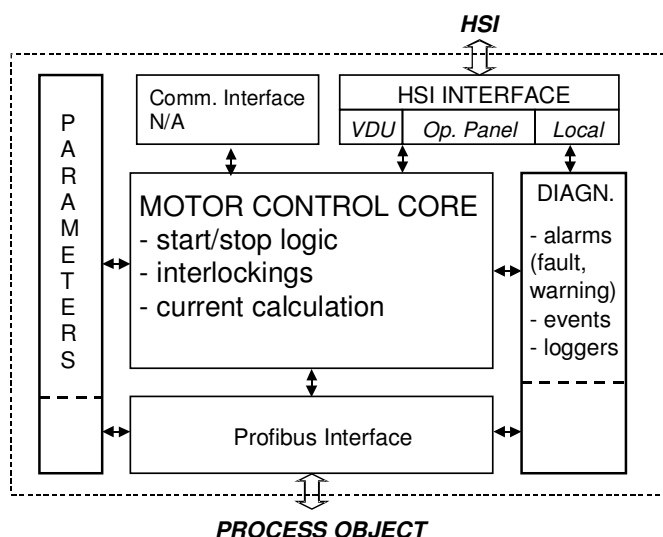 HSI
PARAMETERS
Comm. Interface
N/A
HSI INTERFACE
VDU Op. Panel Local
MOTOR CONTROL CORE
- start/stop logic
- interlockings
- current calculation
DIAGN.
- alarms
(fault,
warning)
- events
- loggers
Profibus Interface
PROCESS OBJECT